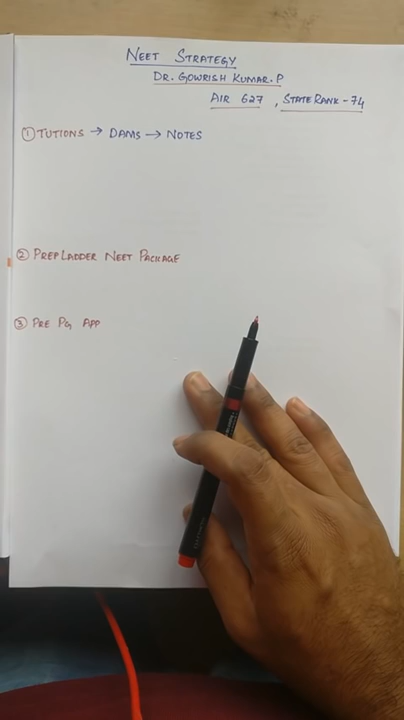 NEET STRATEGY
DR. GOWRISH KUMAR. P
AIR 627, STATE RANK - 74
① TUTIONS → DAMS → NOTES
② PREPLADDER NEET PACKAGE
③ PRE PG APP